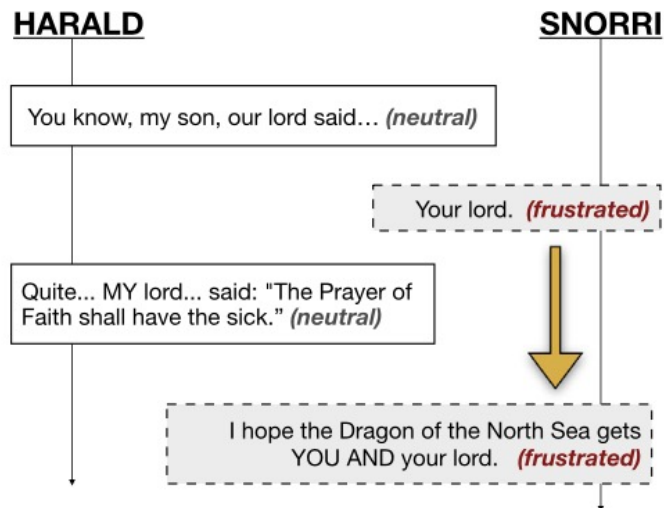 HARALD
SNORRI
You know, my son, our lord said... (neutral)
Your lord. (frustrated)
Quite... MY lord... said: "The Prayer of
Faith shall have the sick.” (neutral)
I hope the Dragon of the North Sea gets
YOU AND your lord. (frustrated)